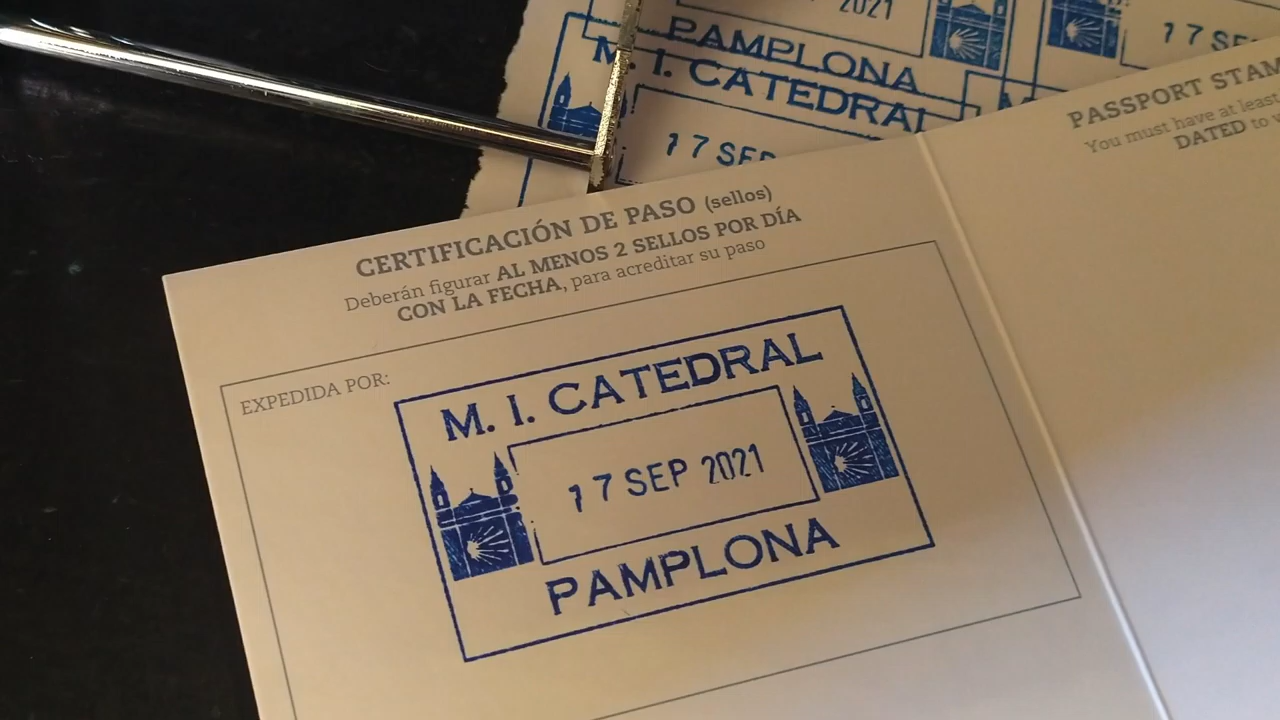 2021
PAMPLONA
M. I. CATEDRAL
17 SEP
17 SEP
PASSPORT
You must have at least
DATED to
CERTIFICACIÓN DE PASO (sellos)
Deberán figurar AL MENOS 2 SELLOS POR DÍA
CON LA FECHA, para acreditar su paso
EXPEDIDA POR:
M. I. CATEDRAL
17 SEP 2021
PAMPLONA